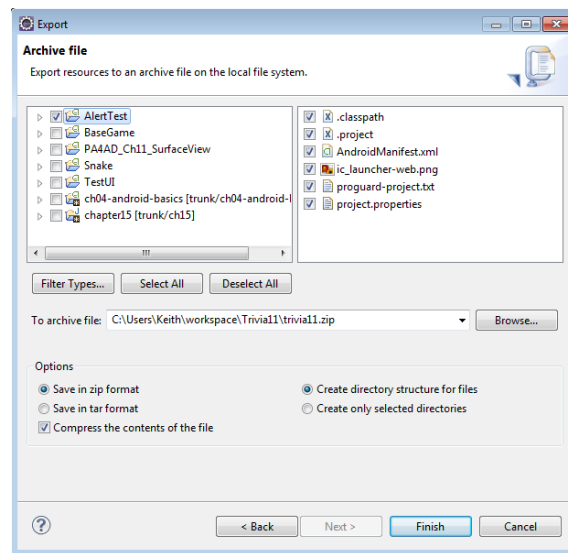 Export
Archive file
Export resources to an archive file on the local file system.
AlertTest
BaseGame
PA4AD_Ch11_SurfaceView
Snake
TestUI
ch04-android-basics [trunk/ch04-android-l
chapter15 [trunk/ch15]
.classpath
.project
AndroidManifest.xml
ic_launcher-web.png
proguard-project.txt
project.properties
Filter Types...
Select All
Deselect All
To archive file:
C:\Users\Keith\workspace\Trivia11\trivia11.zip
Browse...
Options
Save in zip format
Save in tar format
Compress the contents of the file
Create directory structure for files
Create only selected directories
?
< Back
Next >
Finish
Cancel